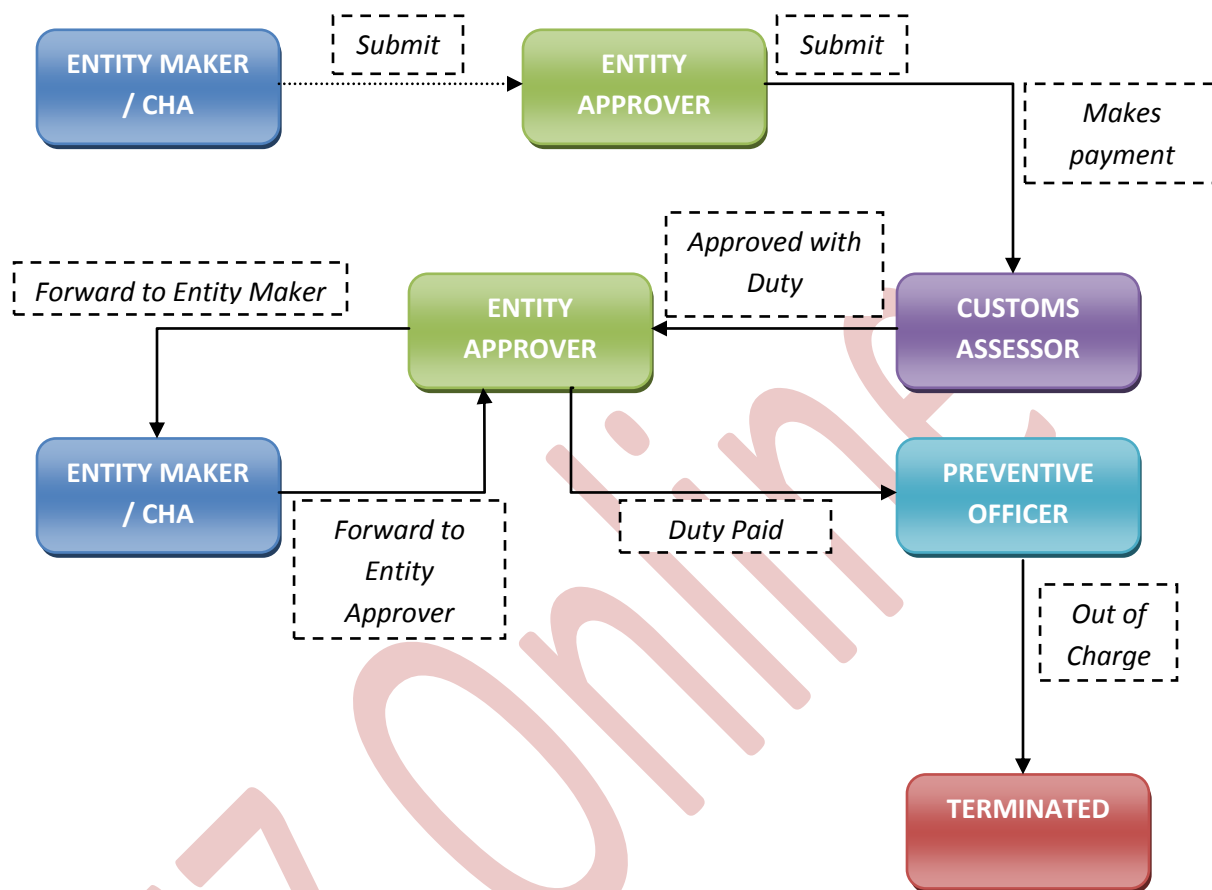 Submit
Submit
ENTITY MAKER
/ CHA
ENTITY
APPROVER
Makes
payment
Approved with
Duty
Forward to Entity Maker
ENTITY
APPROVER
CUSTOMS
ASSESSOR
ENTITY MAKER
/ CHA
PREVENTIVE
OFFICER
Forward to
Entity
Approver
Duty Paid
Out of
Charge
TERMINATED
Online